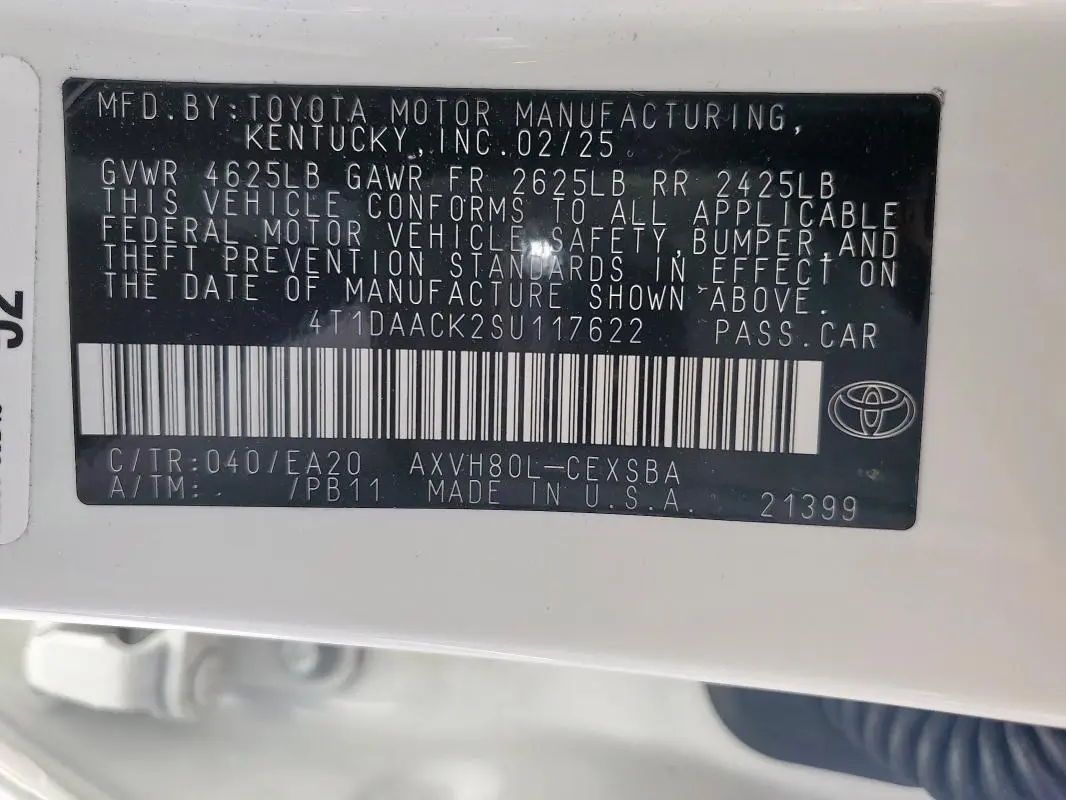 MFD.BY:TOYOTA MOTOR MANUFACTURING,
KENTUCKY,INC.02/25
GVWR 4625LB GAWR FR 2625LB RR 2425LB
THIS VEHICLE CONFORMS TO ALL APPLICABLE
FEDERAL MOTOR VEHICLE SAFETY,BUMPER,AND
THEFT PREVENTION STANDARDS IN EFFECT ON
THE DATE OF MANUFACTURE SHOWN ABOVE.
4T1DAACK2SU117622 PASS.CAR
C/TR:040/EA20 AXVH80L-CEXSBA
A/TM:- /PB11 MADE IN U.S.A. 21399